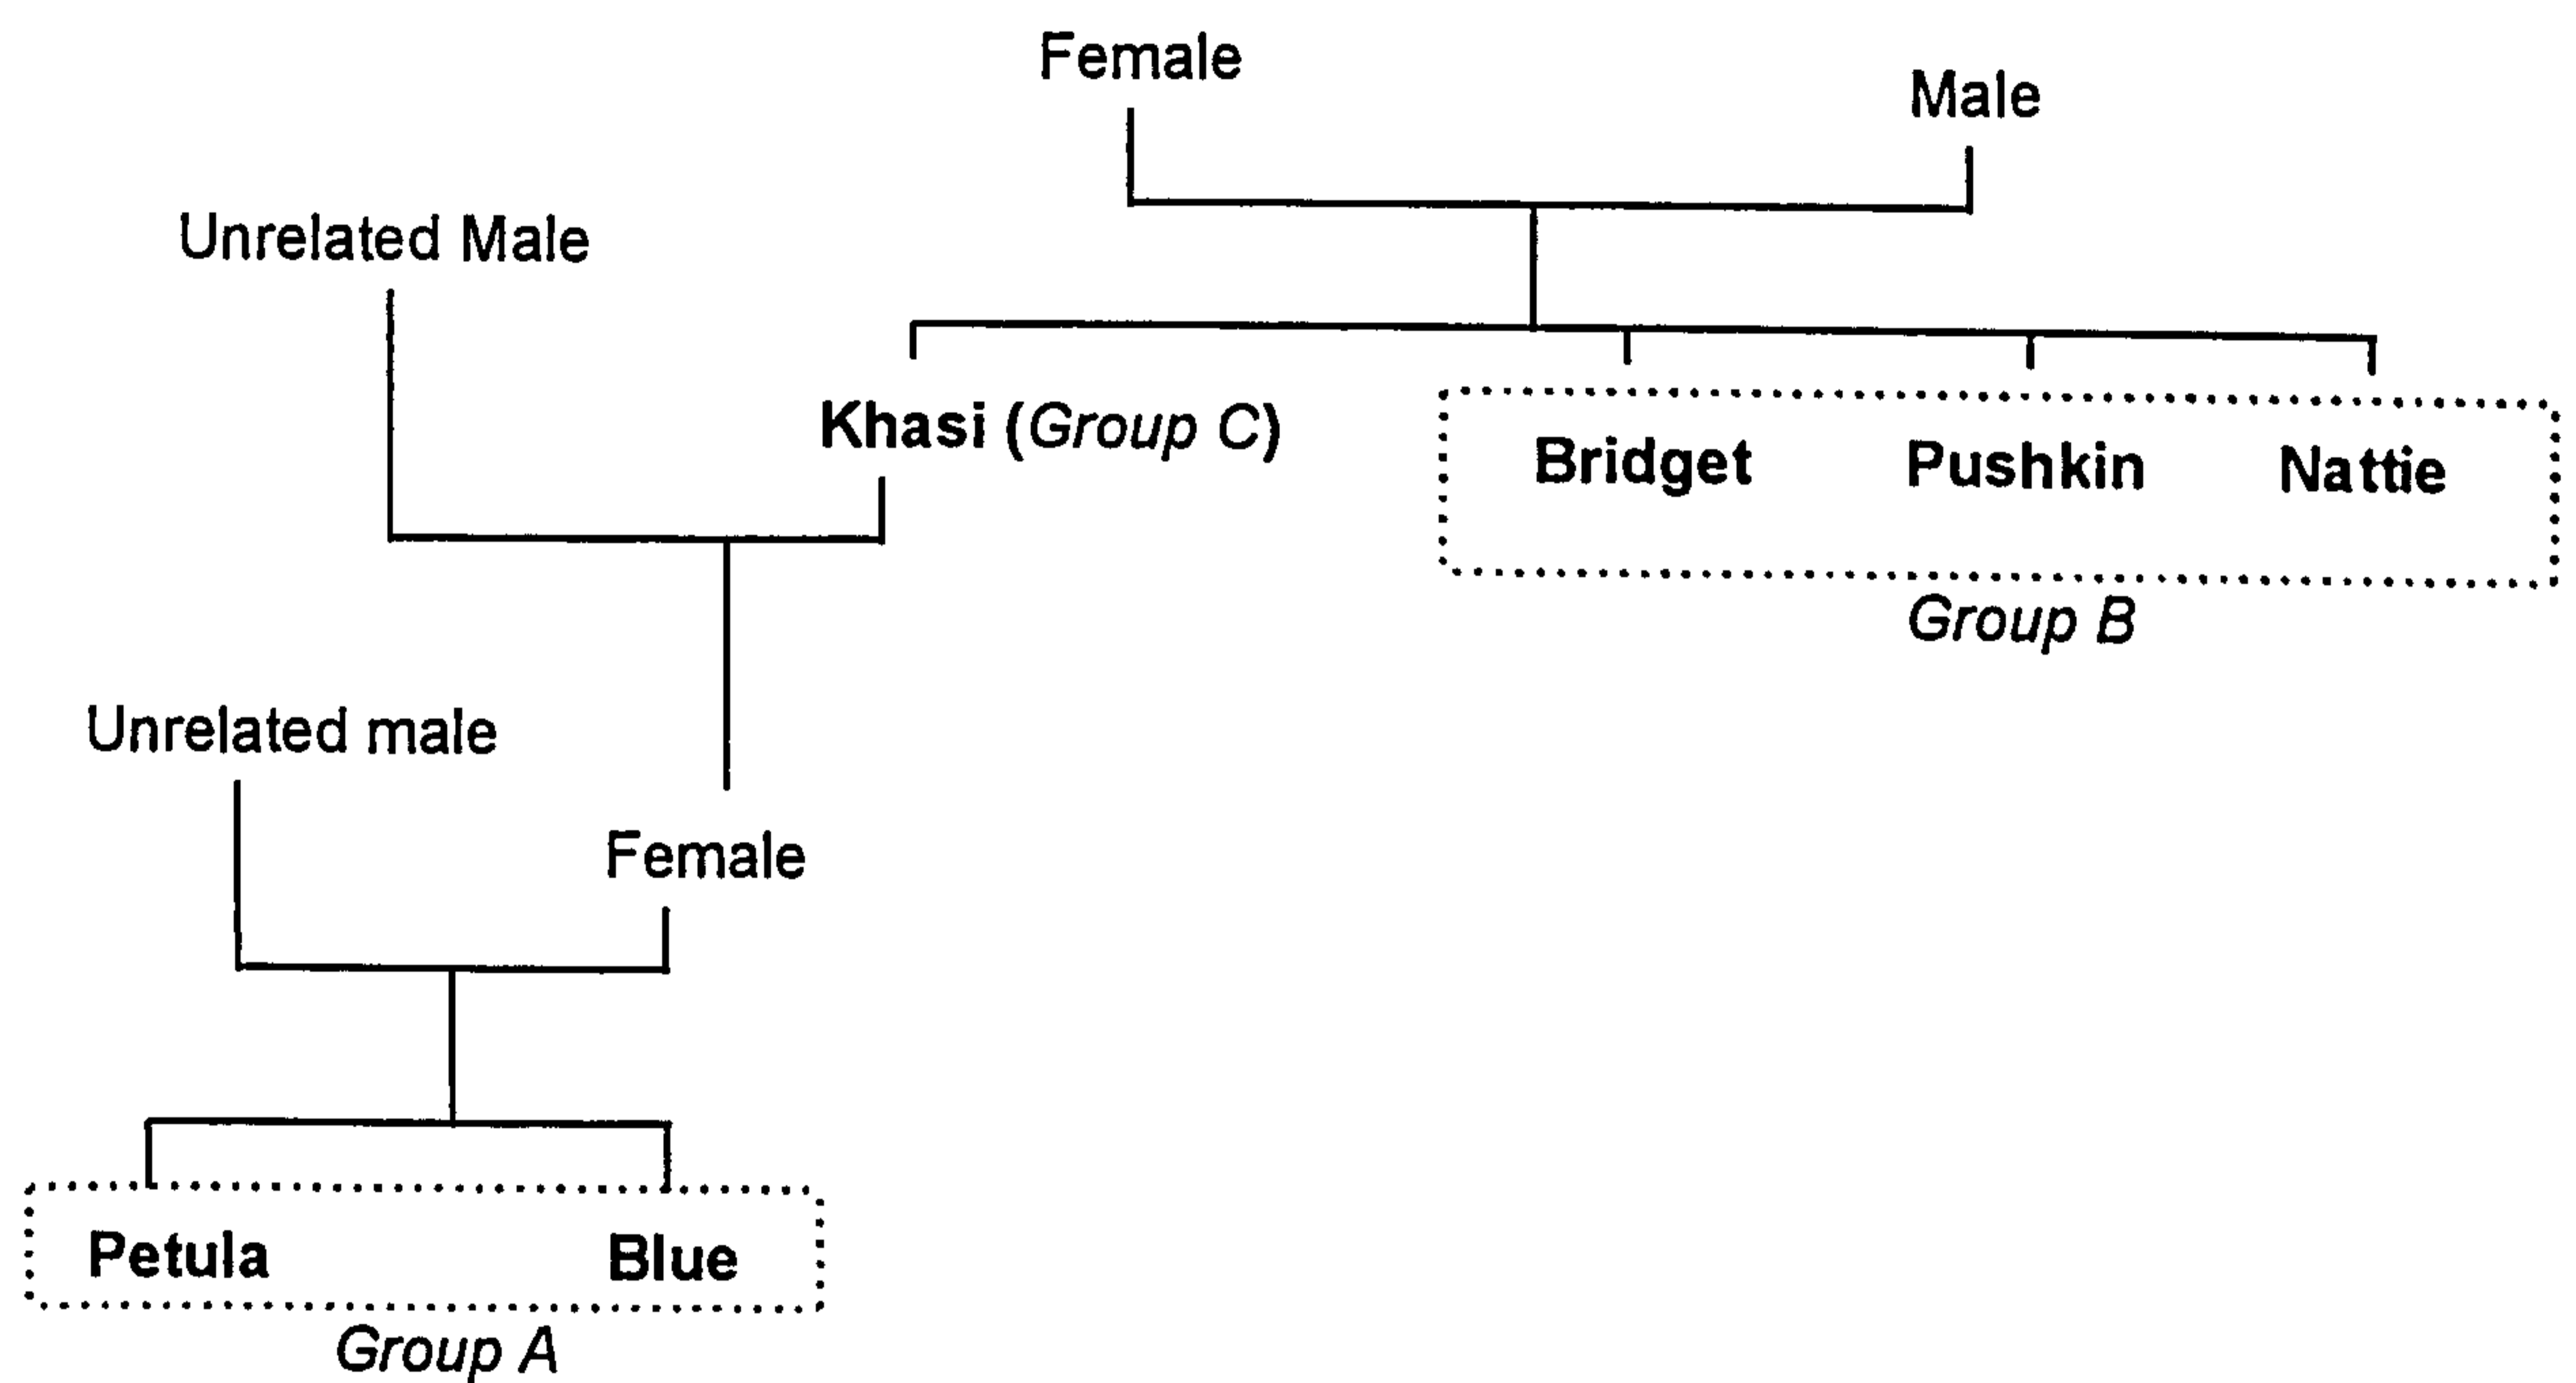 Female
Male
Unrelated Male
Khasi (Group C)
Bridget Pushkin Nattie
Group B
Unrelated male
Female
Petula Blue
Group A